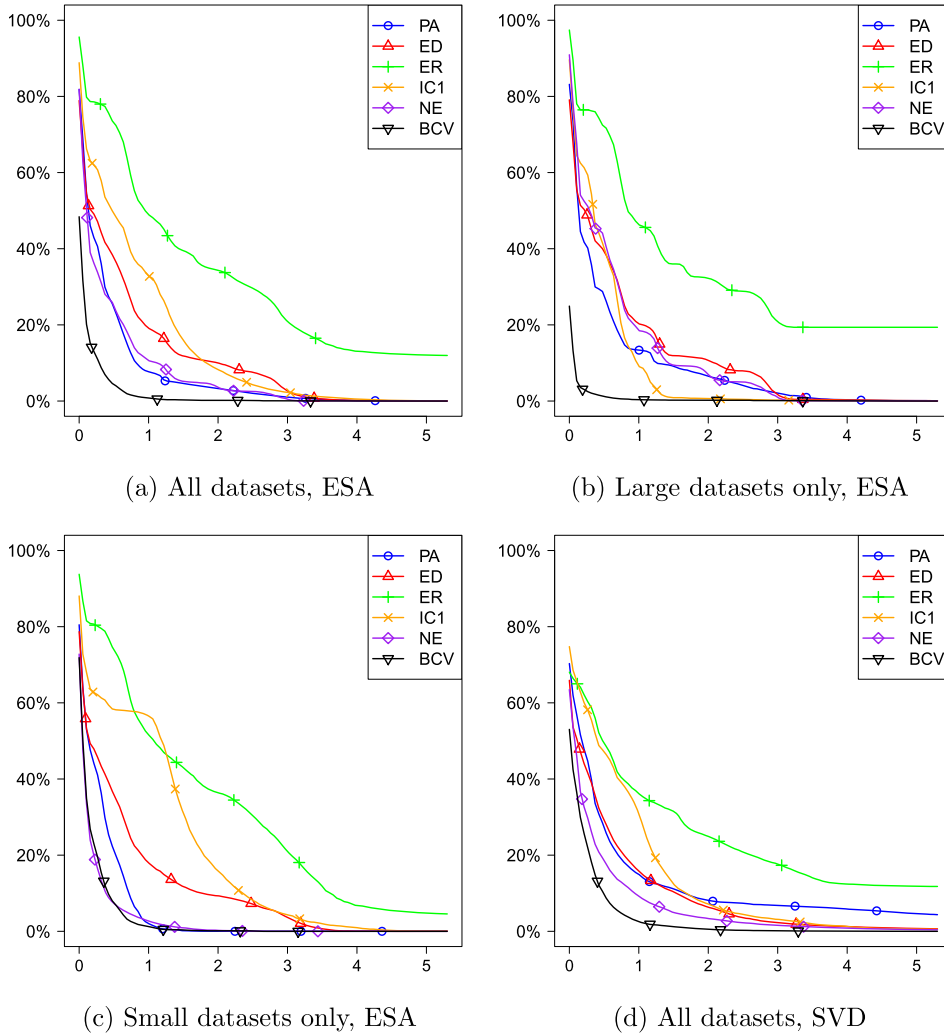 100%
80%
60%
40%
20%
0%
PA
ED
ER
IC1
NE
BCV
0 1 2 3 4 5
(a) All datasets, ESA
100%
80%
60%
40%
20%
0%
PA
ED
ER
IC1
NE
BCV
0 1 2 3 4 5
(b) Large datasets only, ESA
100%
80%
60%
40%
20%
0%
PA
ED
ER
IC1
NE
BCV
0 1 2 3 4 5
(c) Small datasets only, ESA
100%
80%
60%
40%
20%
0%
PA
ED
ER
IC1
NE
BCV
0 1 2 3 4 5
(d) All datasets, SVD